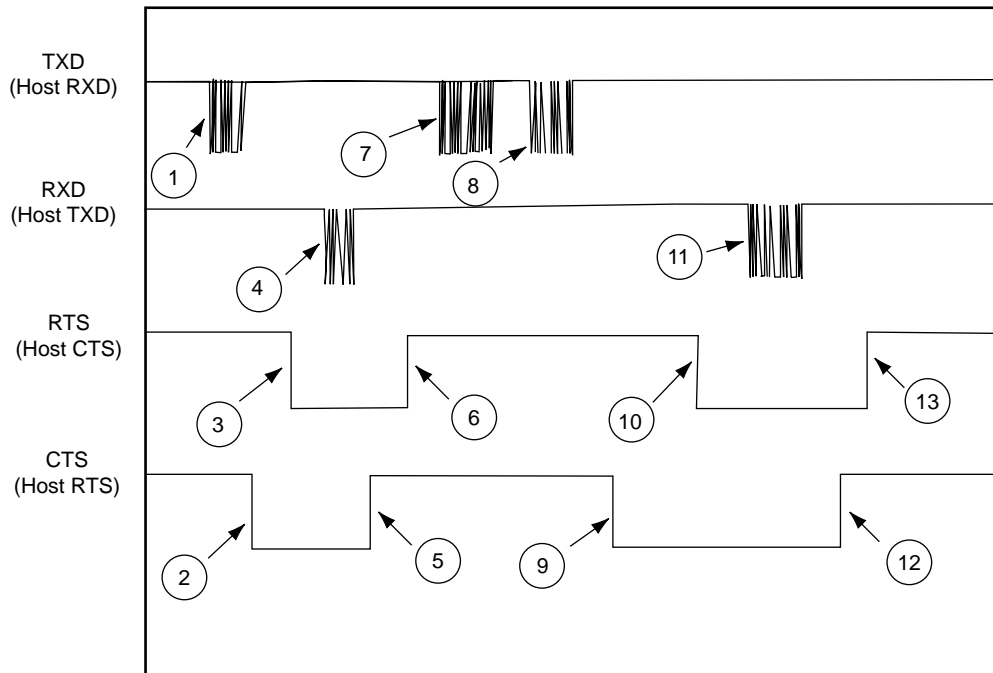 TXD
(Host RXD)
1
7
8
RXD
(Host TXD)
4
11
RTS
(Host CTS)
3
6
10
13
CTS
(Host RTS)
2
5
9
12